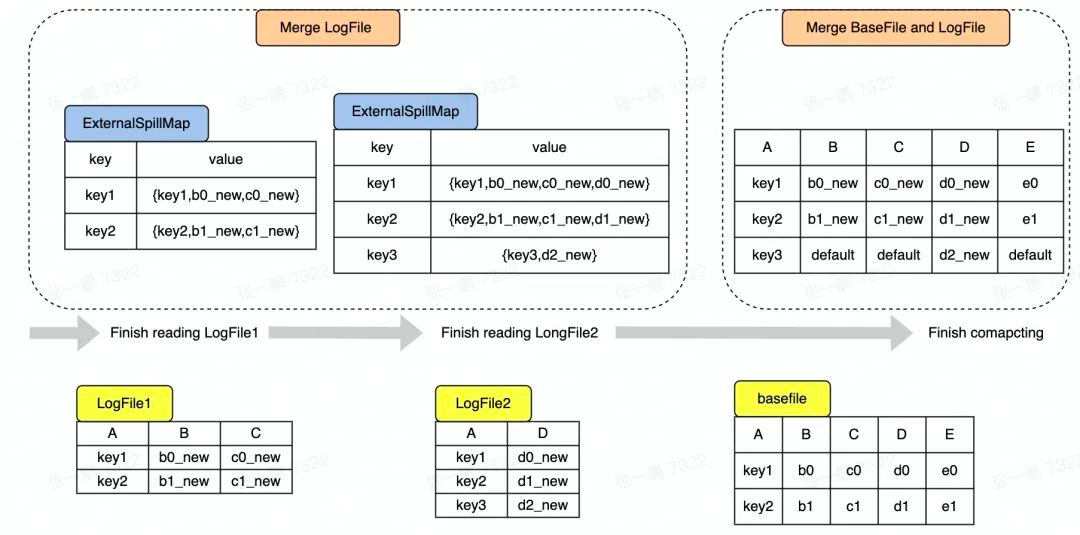 Merge LogFile
Merge BaseFile and LogFile
ExternalSpillMap
key value
key1 {key1,b0_new,c0_new}
key2 {key2,b1_new,c1_new}
ExternalSpillMap
key value
key1 {key1,b0_new,c0_new,d0_new}
key2 {key2,b1_new,c1_new,d1_new}
key3 {key3,d2_new}
A B C D E
key1 b0_new c0_new d0_new e0
key2 b1_new c1_new d1_new e1
key3 default default d2_new default
Finish reading LogFile1
Finish reading LongFile2
Finish comapcting
LogFile1
A B C
key1 b0_new c0_new
key2 b1_new c1_new
LogFile2
A D
key1 d0_new
key2 d1_new
key3 d2_new
basefile
A B C D E
key1 b0 c0 d0 e0
key2 b1 c1 d1 e1
张一鹏 7322